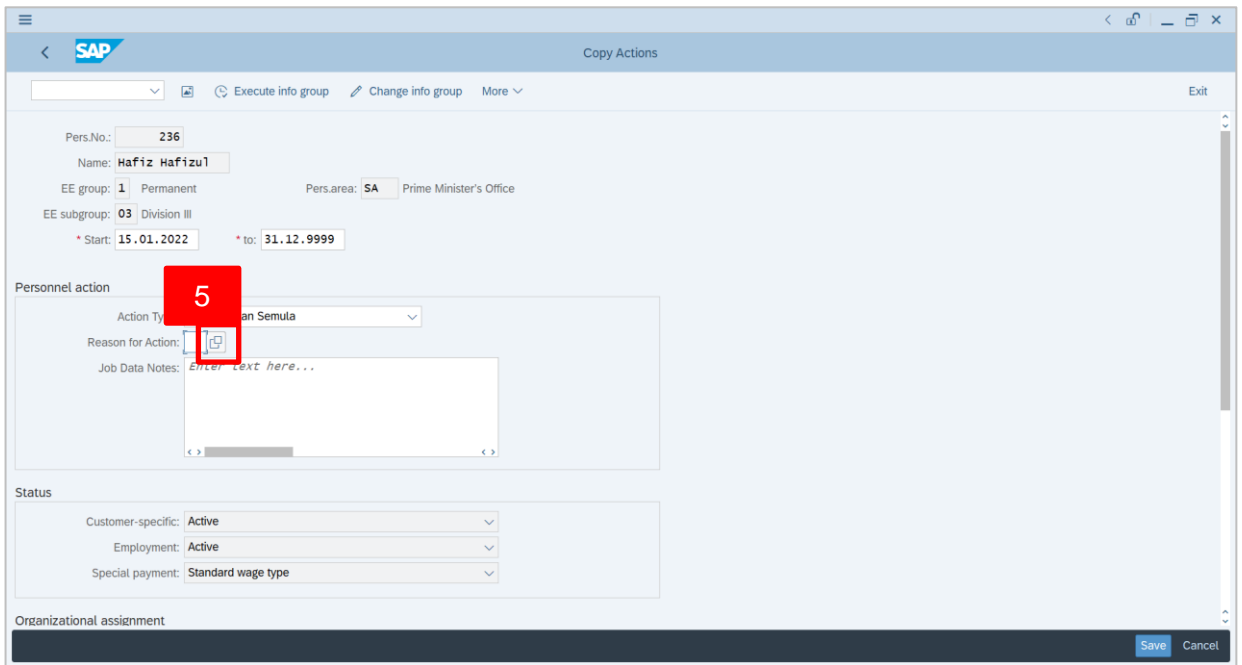 SAP
Copy Actions
Execute info group Change info group More Exit
Pers.No.: 236
Name: Hafiz Hafizul
EE group: 1 Permanent Pers.area: SA Prime Minister's Office
EE subgroup: 03 Division III
* Start: 15.01.2022 * to: 31.12.9999
Personnel action
5
Action Ty an Semula
Reason for Action:
Job Data Notes: Enter text here...
Status
Customer-specific: Active
Employment: Active
Special payment: Standard wage type
Organizational assignment
Save Cancel